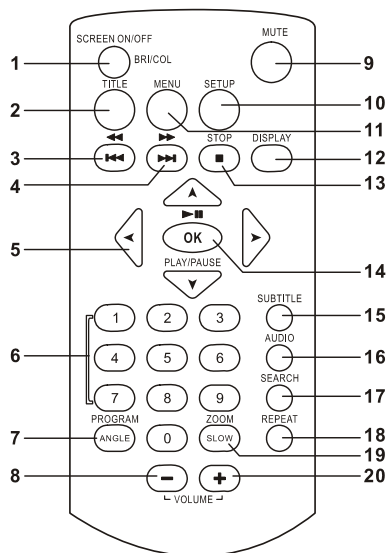 SCREEN ON/OFF
MUTE
1 BRI/COL 9
TITLE MENU SETUP
2 10
11
STOP DISPLAY
3 12
4 13
5 OK 14
PLAY/PAUSE
SUBTITLE
1 2 3 15
AUDIO
6 4 5 6 16
SEARCH
7 8 9 17
PROGRAM ZOOM REPEAT
7 ANGLE 0 SLOW 18
19
8 − + 20
VOLUME